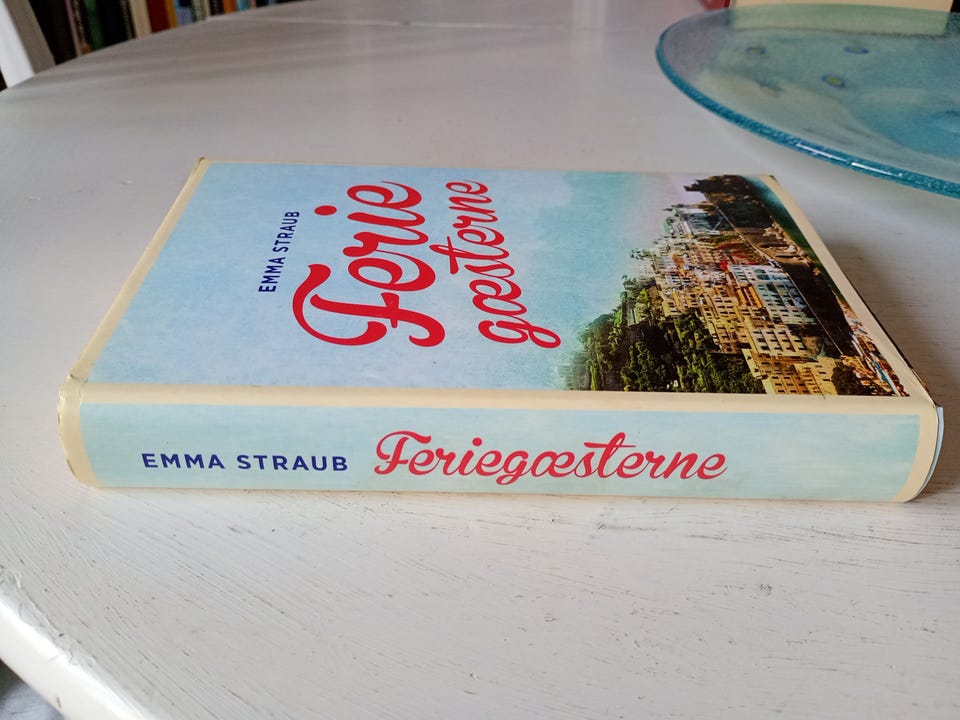 EMMA STRAUB
Ferie
gæsterne
EMMA STRAUB Feriegæsterne